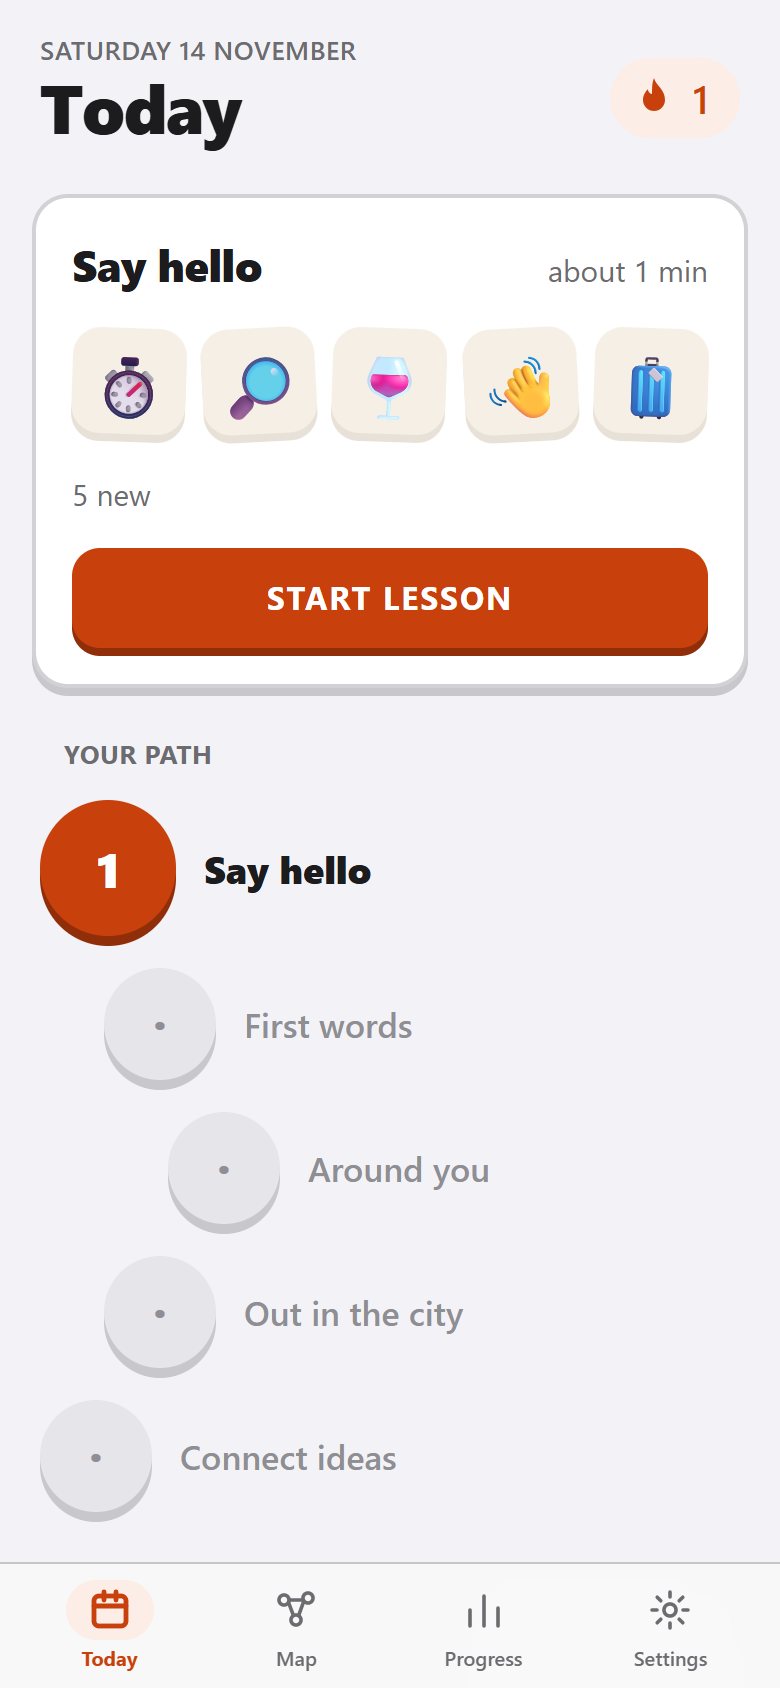 SATURDAY 14 NOVEMBER
Today
1
Say hello
about 1 min
5 new
START LESSON
YOUR PATH
1
Say hello
First words
Around you
Out in the city
Connect ideas
Today
Map
Progress
Settings